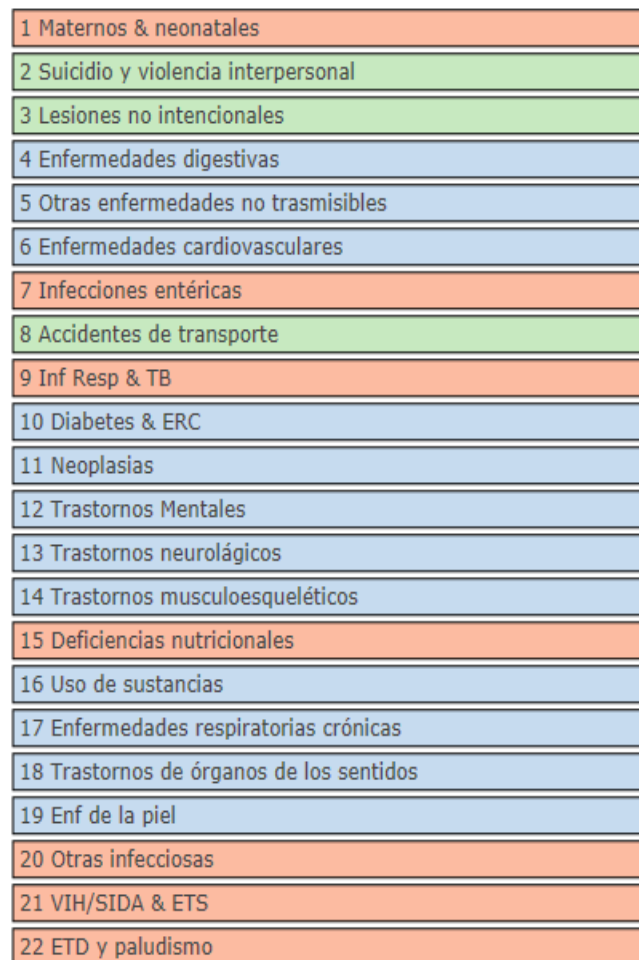 1 Maternos & neonatales
2 Suicidio y violencia interpersonal
3 Lesiones no intencionales
4 Enfermedades digestivas
5 Otras enfermedades no trasmisibles
6 Enfermedades cardiovasculares
7 Infecciones entéricas
8 Accidentes de transporte
9 Inf Resp & TB
10 Diabetes & ERC
11 Neoplasias
12 Trastornos Mentales
13 Trastornos neurolágicos
14 Trastornos musculoesqueléticos
15 Deficiencias nutricionales
16 Uso de sustancias
17 Enfermedades respiratorias crónicas
18 Trastornos de órganos de los sentidos
19 Enf de la piel
20 Otras infecciosas
21 VIH/SIDA & ETS
22 ETD y paludismo